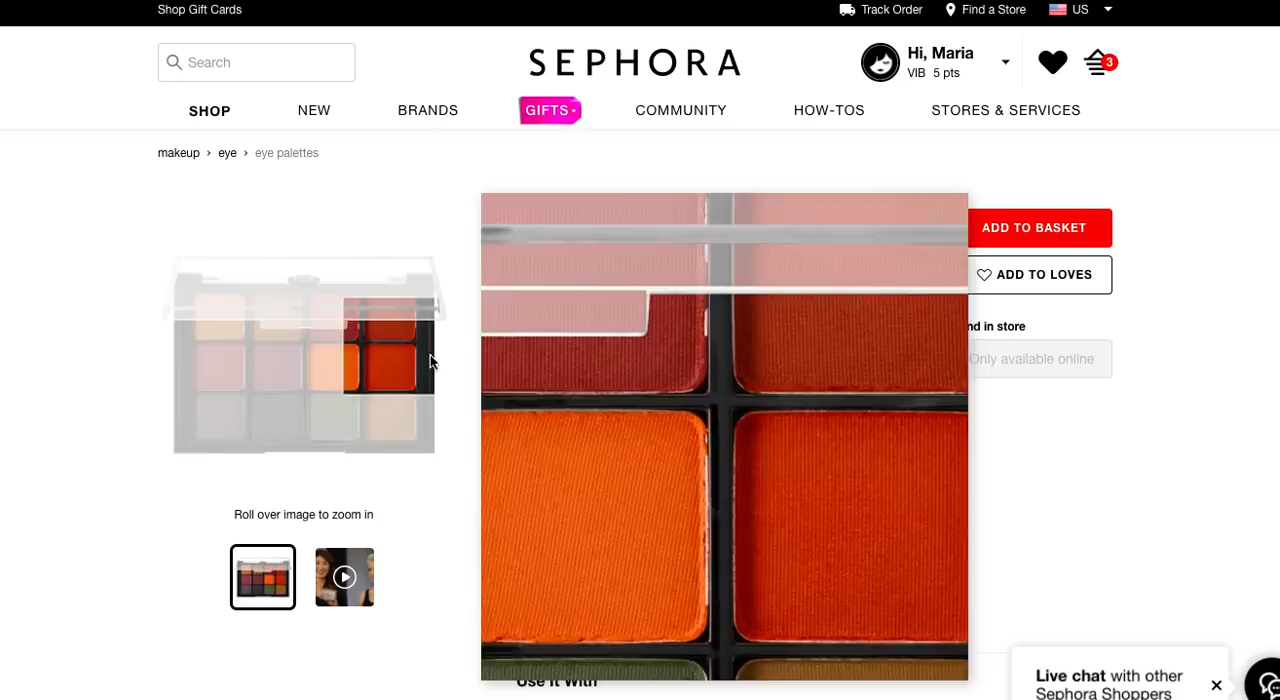 Shop Gift Cards
Track Order
Find a Store
US
Search
SEPHORA
Hi, Maria
VIB 5 pts
3
SHOP
NEW
BRANDS
GIFTS
COMMUNITY
HOW-TOS
STORES & SERVICES
makeup › eye › eye palettes
ADD TO BASKET
ADD TO LOVES
nd in store
Only available online
Roll over image to zoom in
Use It With
Live chat with other
Sephora Shoppers